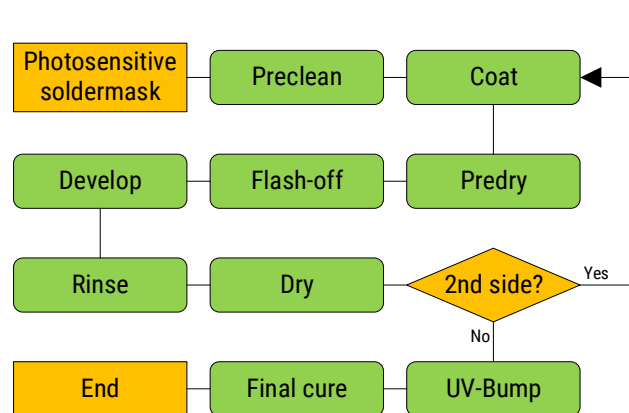 Photosensitive
soldermask
Preclean
Coat
Develop
Flash-off
Predry
Rinse
Dry
2nd side?
Yes
No
End
Final cure
UV-Bump